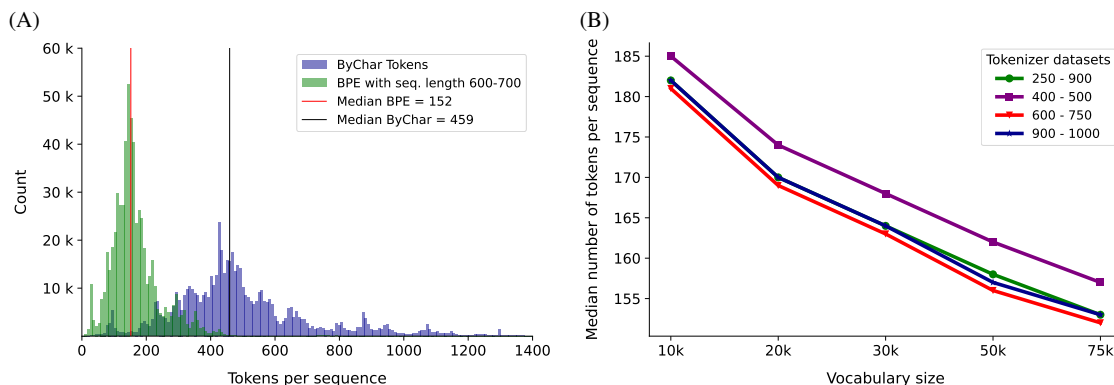 (A)
60 k
50 k
40 k
30 k
20 k
10 k
Count
0
200
400
600
800
1000
1200
1400
Tokens per sequence
ByChar Tokens
BPE with seq. length 600-700
Median BPE = 152
Median ByChar = 459
(B)
185
180
175
170
165
160
155
Median number of tokens per sequence
10k
20k
30k
50k
75k
Vocabulary size
Tokenizer datasets
250 - 900
400 - 500
600 - 750
900 - 1000